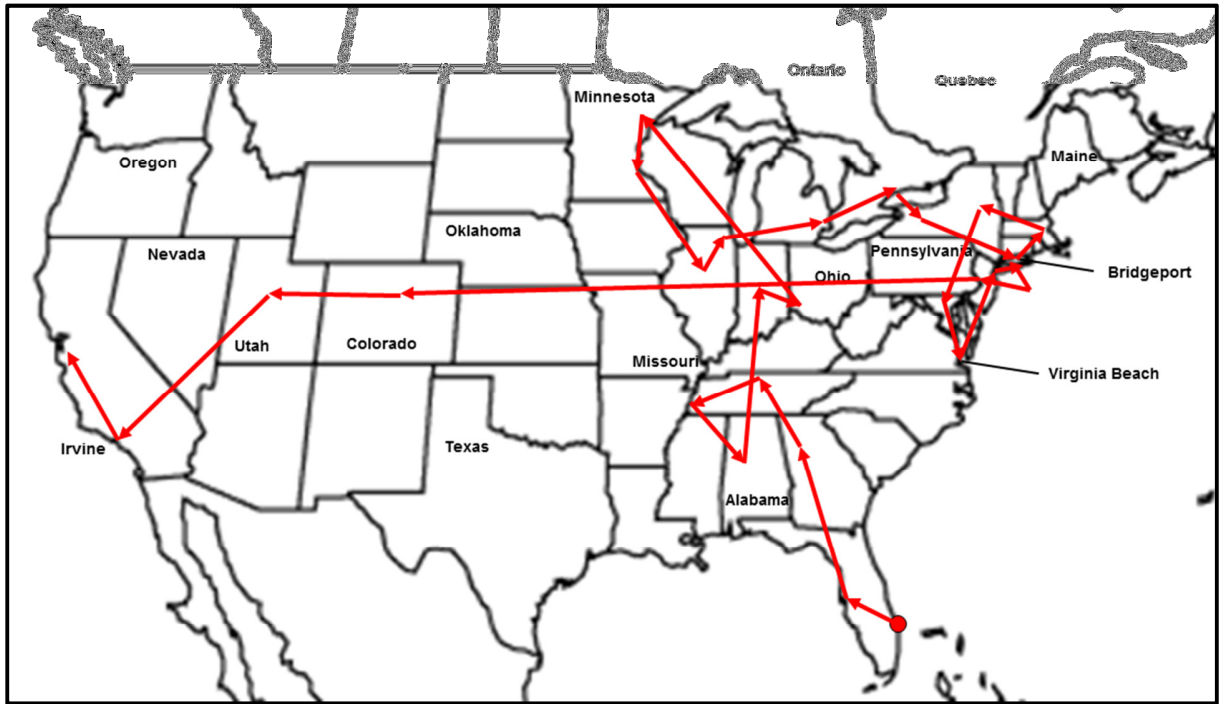 Ontario
Quebec
Minnesota
Maine
Oregon
Oklahoma
Nevada
Pennsylvania
Ohio
Bridgeport
Utah
Colorado
Missouri
Virginia Beach
Irvine
Texas
Alabama